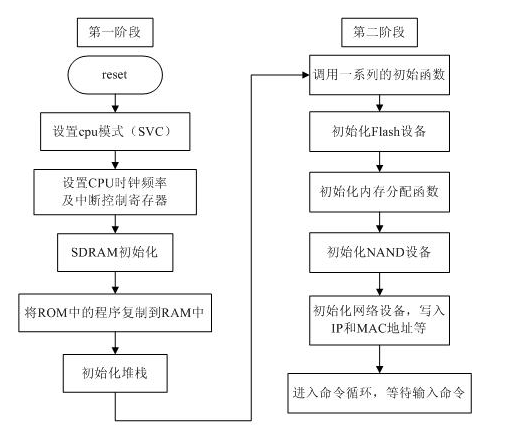 第一阶段
reset
设置cpu模式（SVC）
设置CPU时钟频率
及中断控制寄存器
SDRAM初始化
将ROM中的程序复制到RAM中
初始化堆栈
第二阶段
调用一系列的初始函数
初始化Flash设备
初始化内存分配函数
初始化NAND设备
初始化网络设备，写入
IP和MAC地址等
进入命令循环，等待输入命令